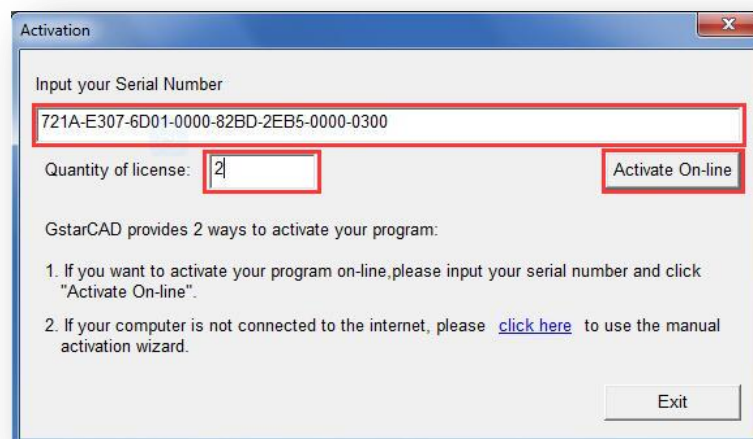 Activation
Input your Serial Number
721A-E307-6D01-0000-82BD-2EB5-0000-0300
Quantity of license: 2 Activate On-line
GstarCAD provides 2 ways to activate your program:
1. If you want to activate your program on-line,please input your serial number and click
"Activate On-line".
2. If your computer is not connected to the internet, please click here to use the manual
activation wizard.
Exit